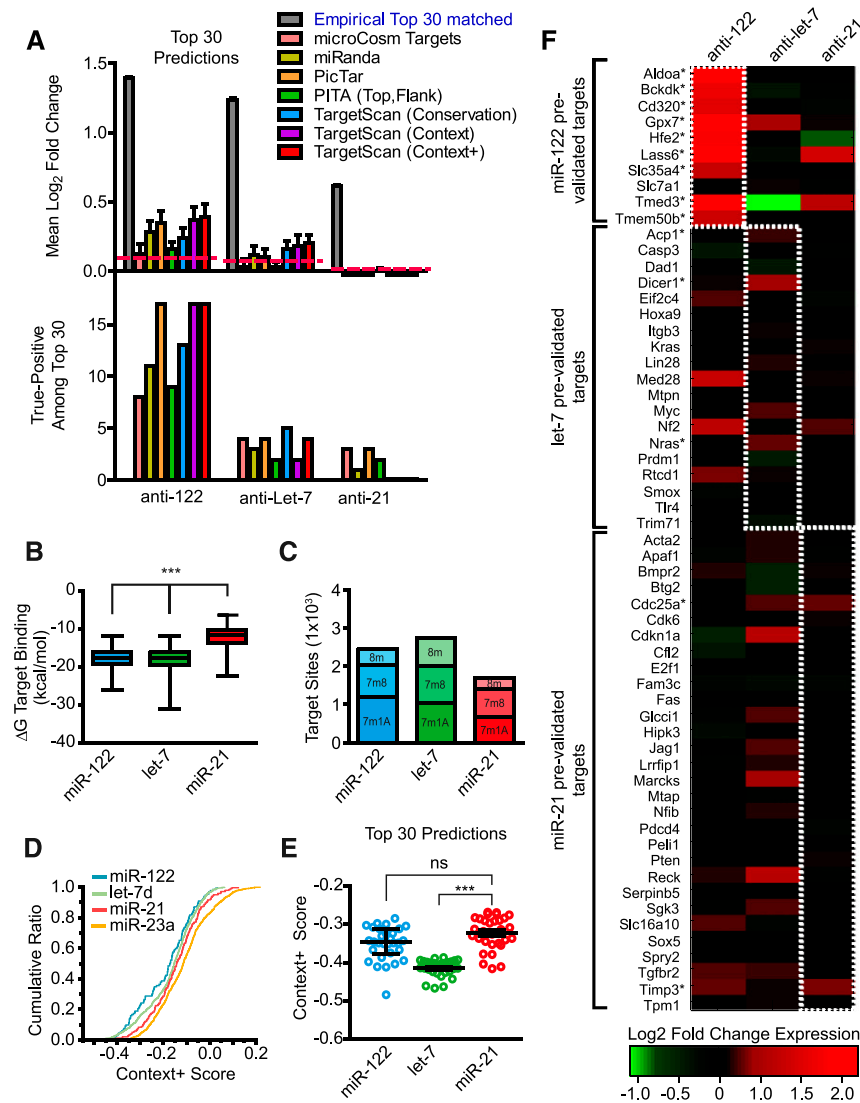 A
Top 30
Predictions
Empirical Top 30 matched
microCosm Targets
miRanda
PicTar
PITA (Top,Flank)
TargetScan (Conservation)
TargetScan (Context)
TargetScan (Context+)
Mean Log2 Fold Change
1.5
1.0
0.5
0.0
True-Positive
Among Top 30
15
10
5
0
anti-122
anti-Let-7
anti-21
B
***
ΔG Target Binding
(kcal/mol)
0
-10
-20
-30
-40
miR-122
let-7
miR-21
C
Target Sites (1x10³)
4
3
2
1
0
8m
7m8
7m1A
8m
7m8
7m1A
8m
7m8
7m1A
miR-122
let-7
miR-21
D
miR-122
let-7d
miR-21
miR-23a
Cumulative Ratio
1.0
0.8
0.6
0.4
0.2
0.0
-0.4
-0.2
0.0
0.2
Context+ Score
E
Top 30 Predictions
ns
***
Context+ Score
-0.2
-0.3
-0.4
-0.5
-0.6
miR-122
let-7
miR-21
F
anti-122
anti-let-7
anti-21
miR-122 pre-
validated targets
Aldoa*
Bckdk*
Cd320*
Gpx7*
Hfe2*
Lass6*
Slc35a4*
Slc7a1
Tmed3*
Tmem50b*
let-7 pre-validated
targets
Acp1*
Casp3
Dad1
Dicer1*
Eif2c4
Hoxa9
Itgb3
Kras
Lin28
Med28
Mtpn
Myc
Nf2
Nras*
Prdm1
Rtcd1
Smox
Tlr4
Trim71
miR-21 pre-validated
targets
Acta2
Apaf1
Bmpr2
Btg2
Cdc25a*
Cdk6
Cdkn1a
Cfl2
E2f1
Fam3c
Fas
Glcci1
Hipk3
Jag1
Lrrfip1
Marcks
Mtap
Nfib
Pdcd4
Peli1
Pten
Reck
Serpinb5
Sgk3
Slc16a10
Sox5
Spry2
Tgfbr2
Timp3*
Tpm1
Log2 Fold Change Expression
-1.0
-0.5
0
1.0
1.5
2.0